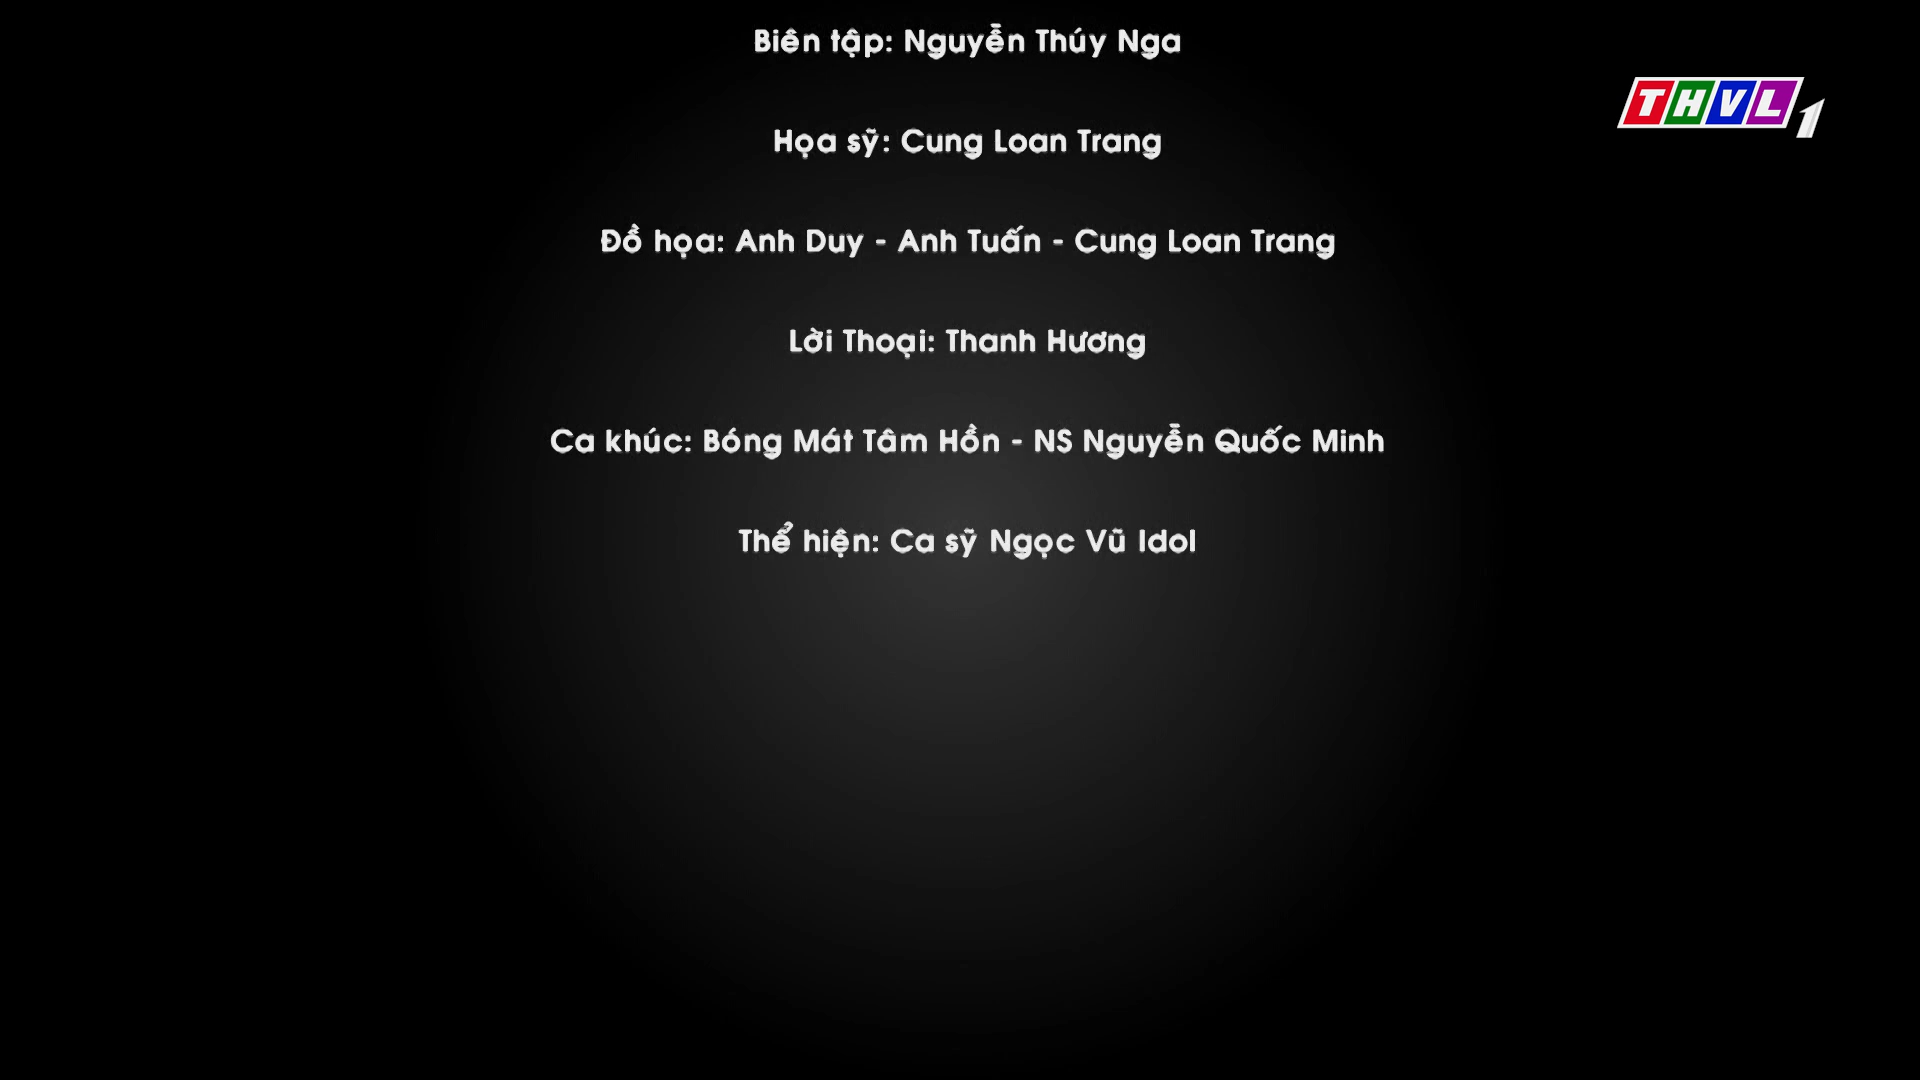 Biên tập: Nguyễn Thúy Nga
THVL1
Họa sỹ: Cung Loan Trang
Đồ họa: Anh Duy - Anh Tuấn - Cung Loan Trang
Lời Thoại: Thanh Hương
Ca khúc: Bóng Mát Tâm Hồn - NS Nguyễn Quốc Minh
Thể hiện: Ca sỹ Ngọc Vũ Idol